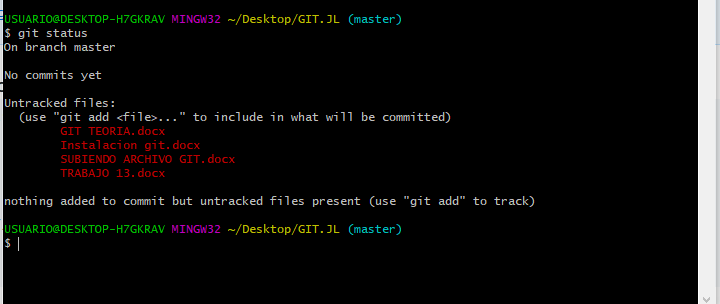 USUARIO@DESKTOP-H7GKRAV MINGW32 ~/Desktop/GIT.JL (master)
$ git status
On branch master
No commits yet
Untracked files:
(use "git add <file>..." to include in what will be committed)
GIT TEORIA.docx
Instalacion git.docx
SUBIENDO ARCHIVO GIT.docx
TRABAJO 13.docx
nothing added to commit but untracked files present (use "git add" to track)
USUARIO@DESKTOP-H7GKRAV MINGW32 ~/Desktop/GIT.JL (master)
$